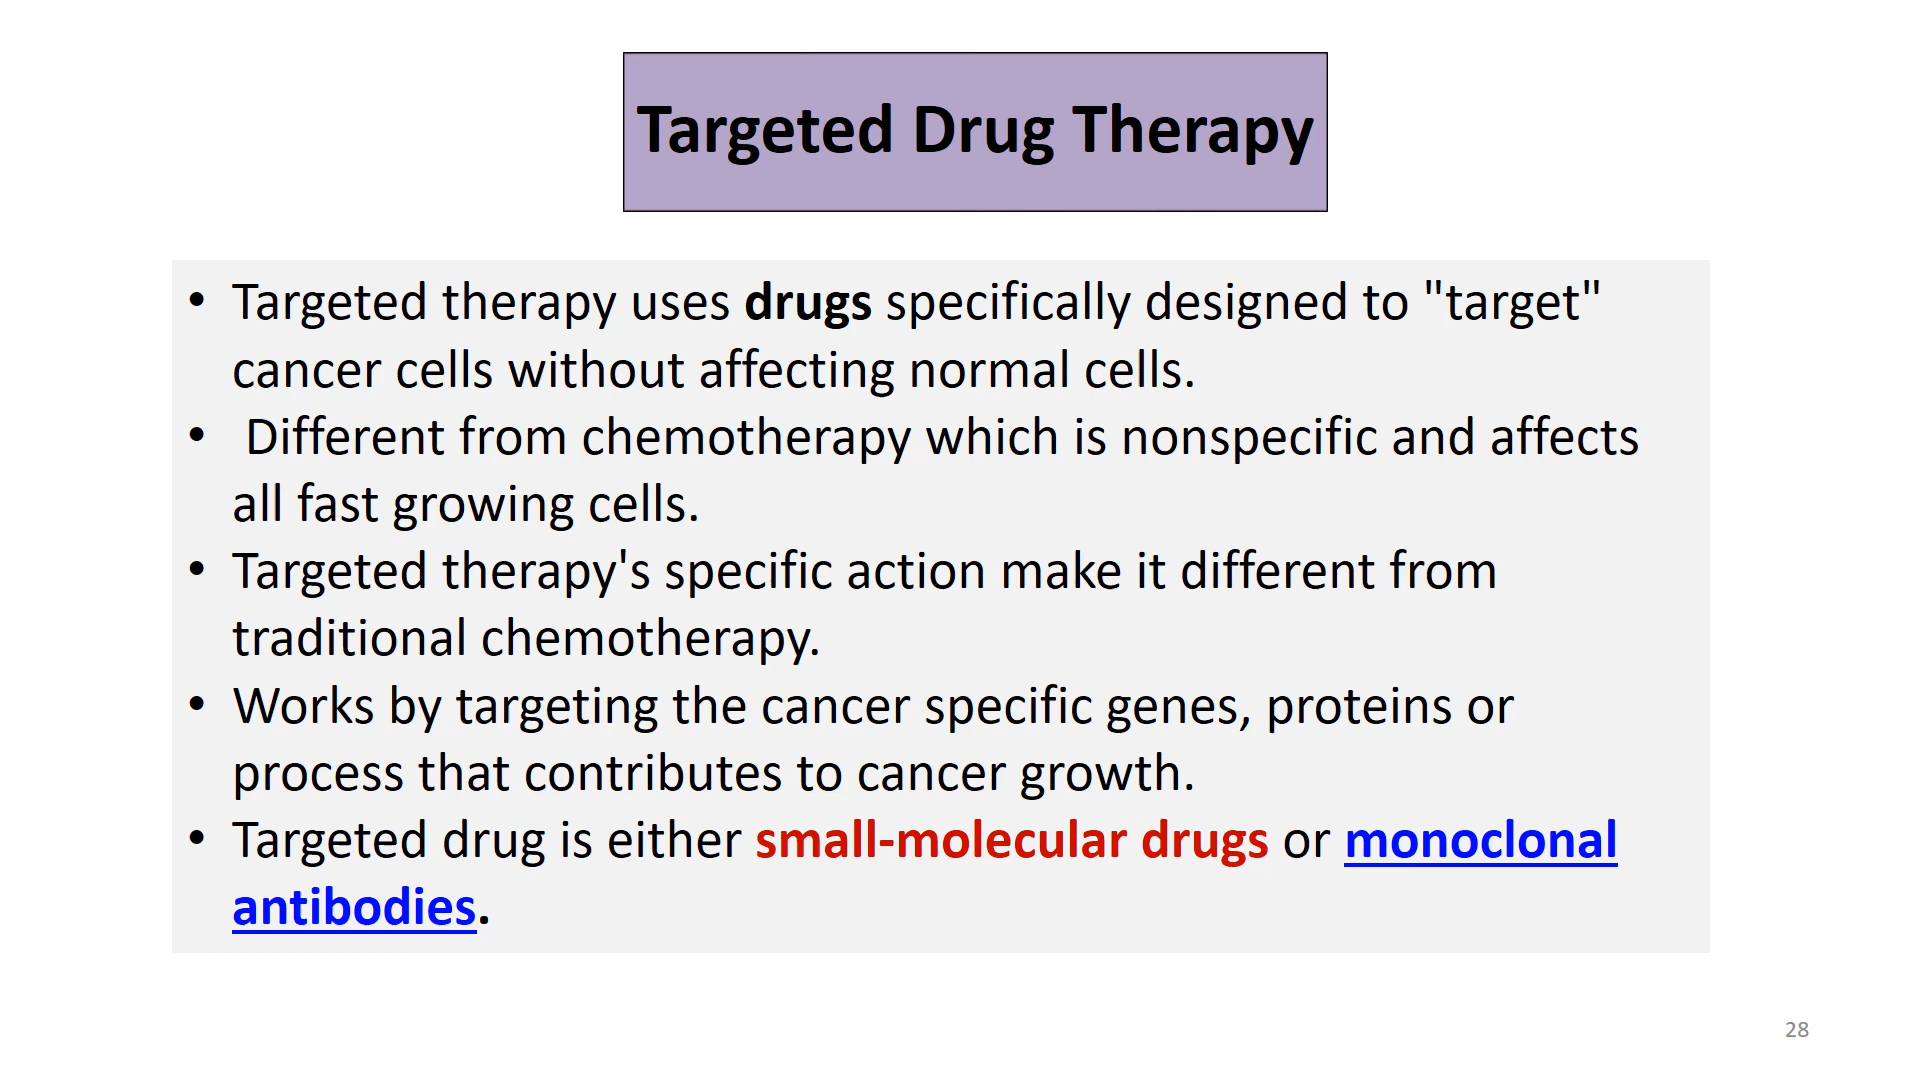 Targeted Drug Therapy
• Targeted therapy uses drugs specifically designed to "target"
cancer cells without affecting normal cells.
• Different from chemotherapy which is nonspecific and affects
all fast growing cells.
• Targeted therapy's specific action make it different from
traditional chemotherapy.
• Works by targeting the cancer specific genes, proteins or
process that contributes to cancer growth.
• Targeted drug is either small-molecular drugs or monoclonal
antibodies.
28